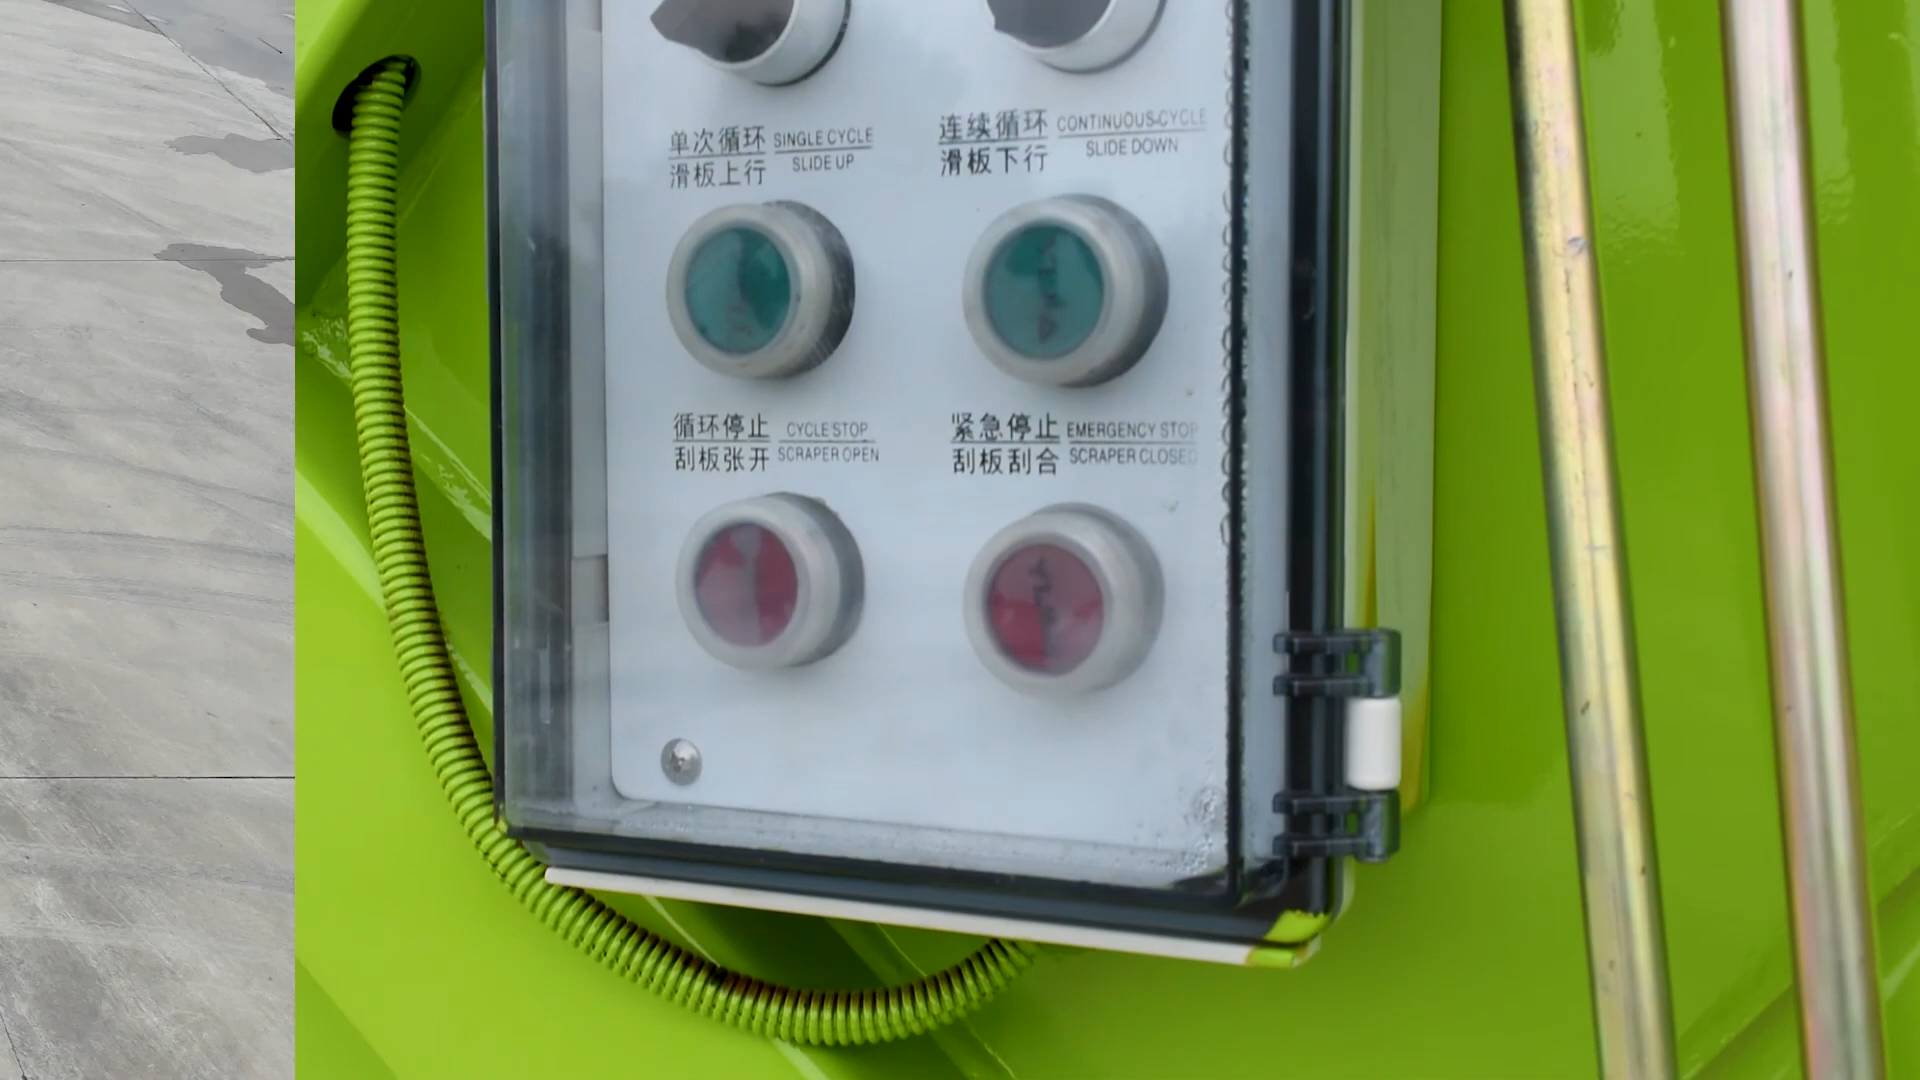 单次循环 SINGLE CYCLE
滑板上行 SLIDE UP
连续循环 CONTINUOUS-CYCLE
滑板下行 SLIDE DOWN
循环停止 CYCLE STOP
刮板张开 SCRAPER OPEN
紧急停止 EMERGENCY STOP
刮板刮合 SCRAPER CLOSED